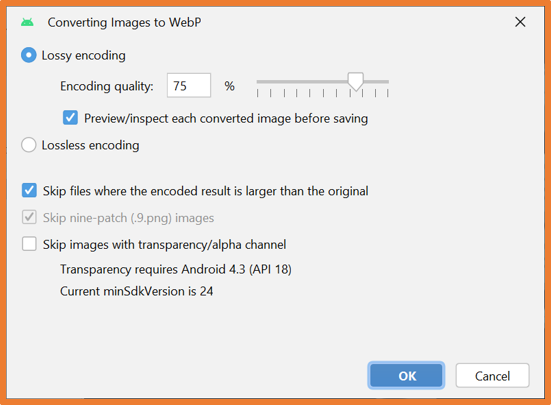 Converting Images to WebP
Lossy encoding
Encoding quality: 75 %
Preview/inspect each converted image before saving
Lossless encoding
Skip files where the encoded result is larger than the original
Skip nine-patch (.9.png) images
Skip images with transparency/alpha channel
Transparency requires Android 4.3 (API 18)
Current minSdkVersion is 24
OK Cancel